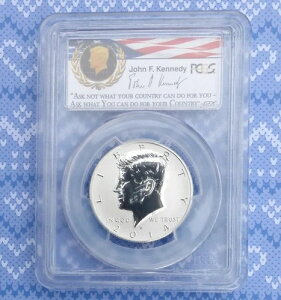 John F. Kennedy
PCGS
"ASK NOT WHAT YOUR COUNTRY CAN DO FOR YOU –
ASK WHAT YOU CAN DO FOR YOUR COUNTRY" –JFK
LIBERTY
IN GOD WE TRUST
2014